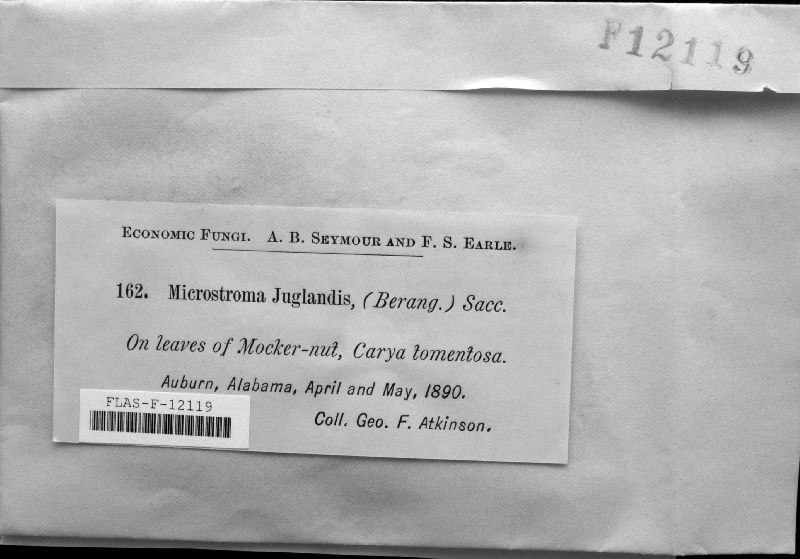 F12119
ECONOMIC FUNGI. A. B. SEYMOUR AND F. S. EARLE.
162. Microstroma Juglandis, (Berang.) Sacc.
On leaves of Mocker-nut, Carya tomentosa.
Auburn, Alabama, April and May, 1890.
Coll. Geo. F. Atkinson.
FLAS-F-12119